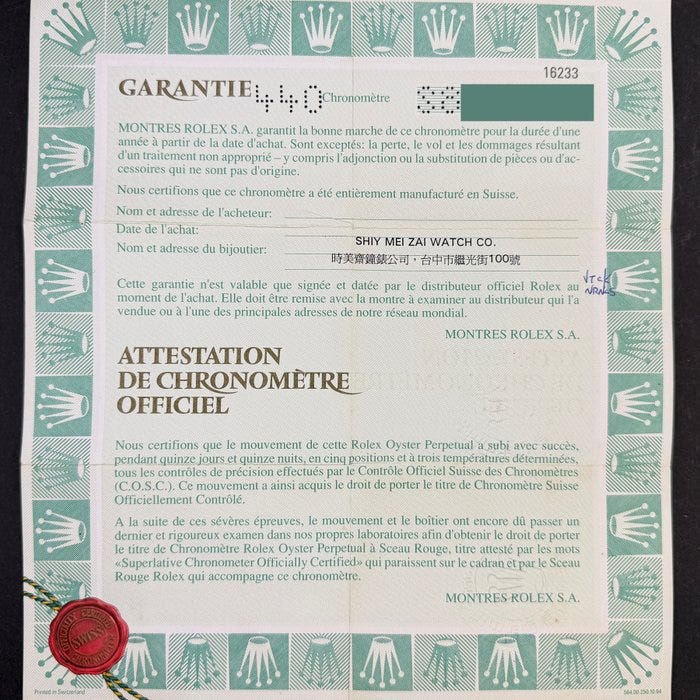 16233
GARANTIE 440 Chronomètre
MONTRES ROLEX S.A. garantit la bonne marche de ce chronomètre pour la durée d'une
année à partir de la date d'achat. Sont exceptés: la perte, le vol et les dommages résultant
d'un traitement non approprié – y compris l'adjonction ou la substitution de pièces ou d'ac-
cessoires qui ne sont pas d'origine.
Nous certifions que ce chronomètre a été entièrement manufacturé en Suisse.
Nom et adresse de l'acheteur:
Date de l'achat:
SHIY MEI ZAI WATCH CO.
Nom et adresse du bijoutier:
時美齋鐘錶公司，台中市繼光街100號
Cette garantie n'est valable que signée et datée par le distributeur officiel Rolex au
moment de l'achat. Elle doit être remise avec la montre à examiner au distributeur qui l'a
vendue ou à l'une des principales adresses de notre réseau mondial.
MONTRES ROLEX S.A.
ATTESTATION
DE CHRONOMÈTRE
OFFICIEL
Nous certifions que le mouvement de cette Rolex Oyster Perpetual a subi avec succès,
pendant quinze jours et quinze nuits, en cinq positions et à trois températures déterminées,
tous les contrôles de précision effectués par le Contrôle Officiel Suisse des Chronomètres
(C.O.S.C.). Ce mouvement a ainsi acquis le droit de porter le titre de Chronomètre Suisse
Officiellement Contrôlé.
A la suite de ces sévères épreuves, le mouvement et le boîtier ont encore dû passer un
dernier et rigoureux examen dans nos propres laboratoires afin d'obtenir le droit de porter
le titre de Chronomètre Rolex Oyster Perpetual à Sceau Rouge, titre attesté par les mots
«Superlative Chronometer Officially Certified» qui paraissent sur le cadran et par le Sceau
Rouge Rolex qui accompagne ce chronomètre.
MONTRES ROLEX S.A.
SWISS
Printed in Switzerland
564.00.250.10.94